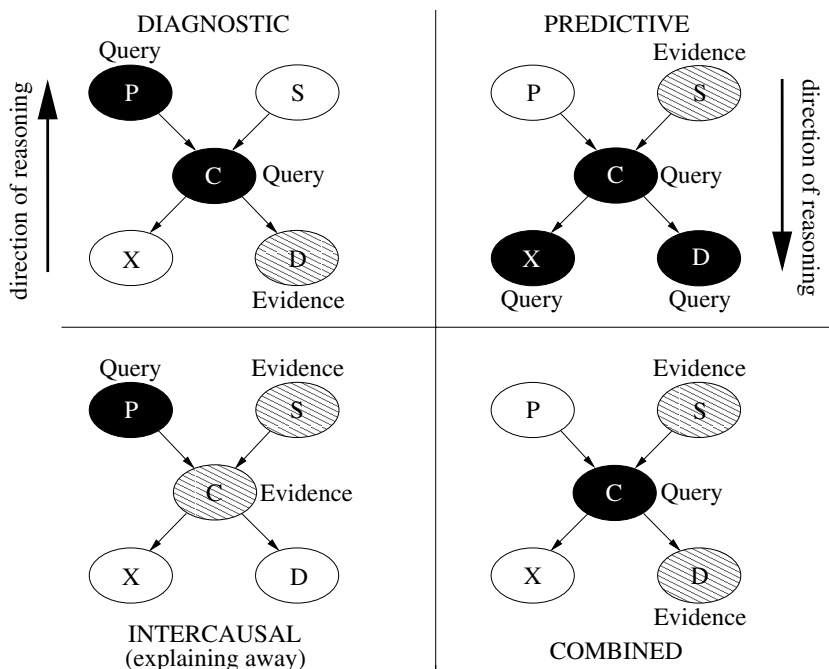 DIAGNOSTIC
Query
direction of reasoning
P
S
C
Query
X
D
Evidence
PREDICTIVE
Evidence
P
S
direction of reasoning
C
Query
X
D
Query
Query
Query
Evidence
P
S
C
Evidence
X
D
INTERCAUSAL
(explaining away)
Evidence
P
S
C
Query
X
D
Evidence
COMBINED